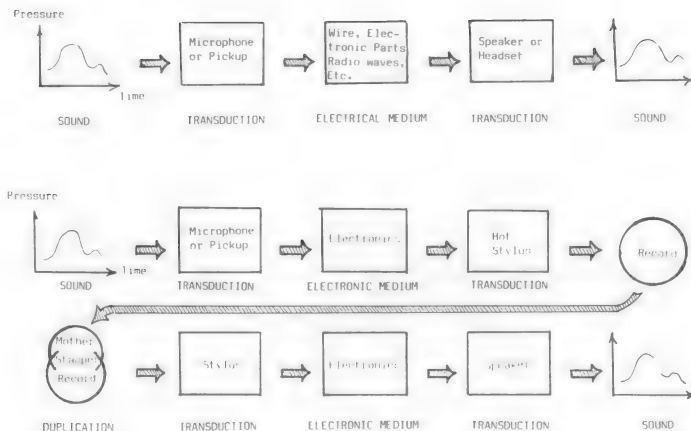 Pressure
Microphone
or Pickup
Wire, Elec-
tronic Parts
Radio waves,
Etc.
Speaker or
Headset
Time
SOUND
TRANSDUCTION
ELECTRICAL MEDIUM
TRANSDUCTION
SOUND
Pressure
Microphone
or Pickup
Electronics
Hot
Stylus
Record
Time
SOUND
TRANSDUCTION
ELECTRONIC MEDIUM
TRANSDUCTION
Mother
Stamper
Record
Stylus
Electronics
Speaker
DUPLICATION
TRANSDUCTION
ELECTRONIC MEDIUM
TRANSDUCTION
SOUND